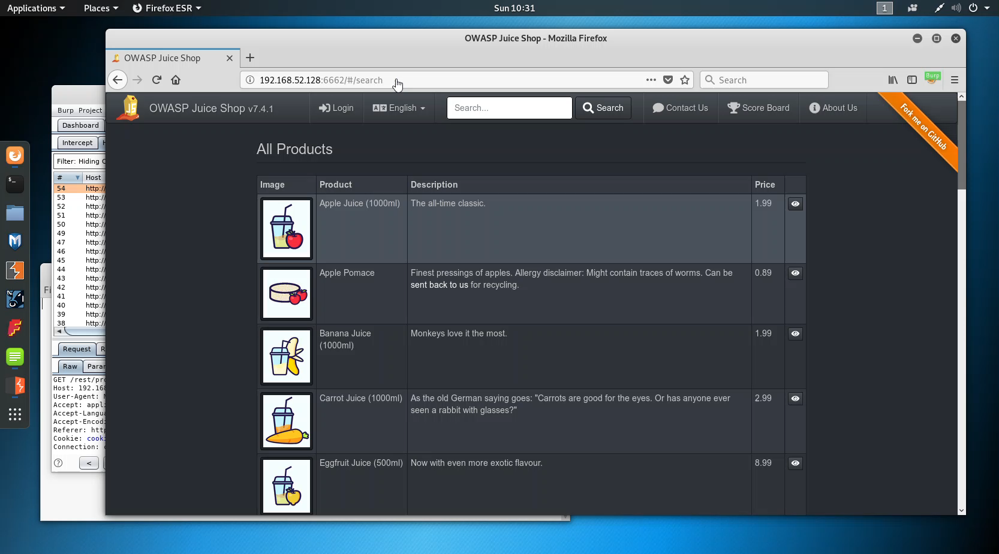 Applications Places Firefox ESR Sun 10:31 1
OWASP Juice Shop - Mozilla Firefox
OWASP Juice Shop
192.168.52.128:6662/#/search Search Burp
JS OWASP Juice Shop v7.4.1 Login English Search... Search Contact Us Score Board About Us
Fork me on GitHub
All Products
Image Product Description Price
Apple Juice (1000ml) The all-time classic. 1.99
Apple Pomace Finest pressings of apples. Allergy disclaimer: Might contain traces of worms. Can be 0.89
sent back to us for recycling.
Banana Juice Monkeys love it the most. 1.99
(1000ml)
Carrot Juice (1000ml) As the old German saying goes: "Carrots are good for the eyes. Or has anyone ever 2.99
seen a rabbit with glasses?"
Eggfruit Juice (500ml) Now with even more exotic flavour. 8.99
Burp Project
Dashboard
Intercept
Filter: Hiding
# Host
54 http:/
53 http:/
52 http:/
51 http:/
50 http:/
49 http:/
47 http:/
46 http:/
45 http:/
44 http:/
43 http:/
42 http:/
41 http:/
40 http:/
39 http:/
38 http:/
Request
Raw
GET /rest/pro
Host: 192.168
User-Agent:
Accept: appli
Accept-Langua
Accept-Encodi
Referer: http
Cookie: cooki
Connection:
? <